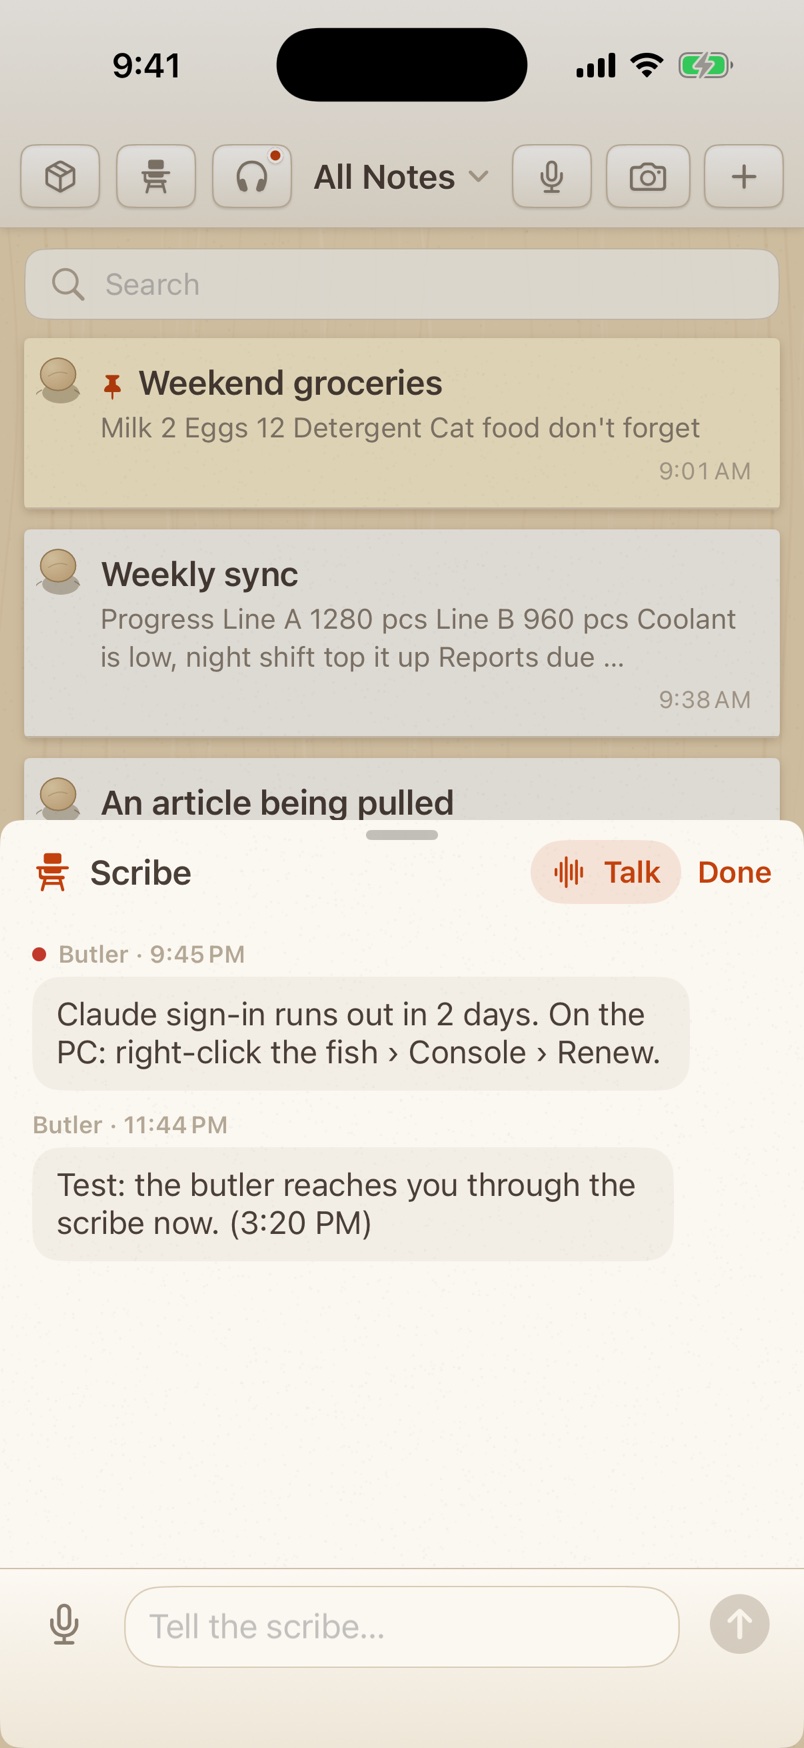 9:41
All Notes
Search
Weekend groceries
Milk 2 Eggs 12 Detergent Cat food don't forget
9:01 AM
Weekly sync
Progress Line A 1280 pcs Line B 960 pcs Coolant
is low, night shift top it up Reports due ...
9:38 AM
An article being pulled
Scribe
Talk
Done
Butler · 9:45 PM
Claude sign-in runs out in 2 days. On the
PC: right-click the fish › Console › Renew.
Butler · 11:44 PM
Test: the butler reaches you through the
scribe now. (3:20 PM)
Tell the scribe...